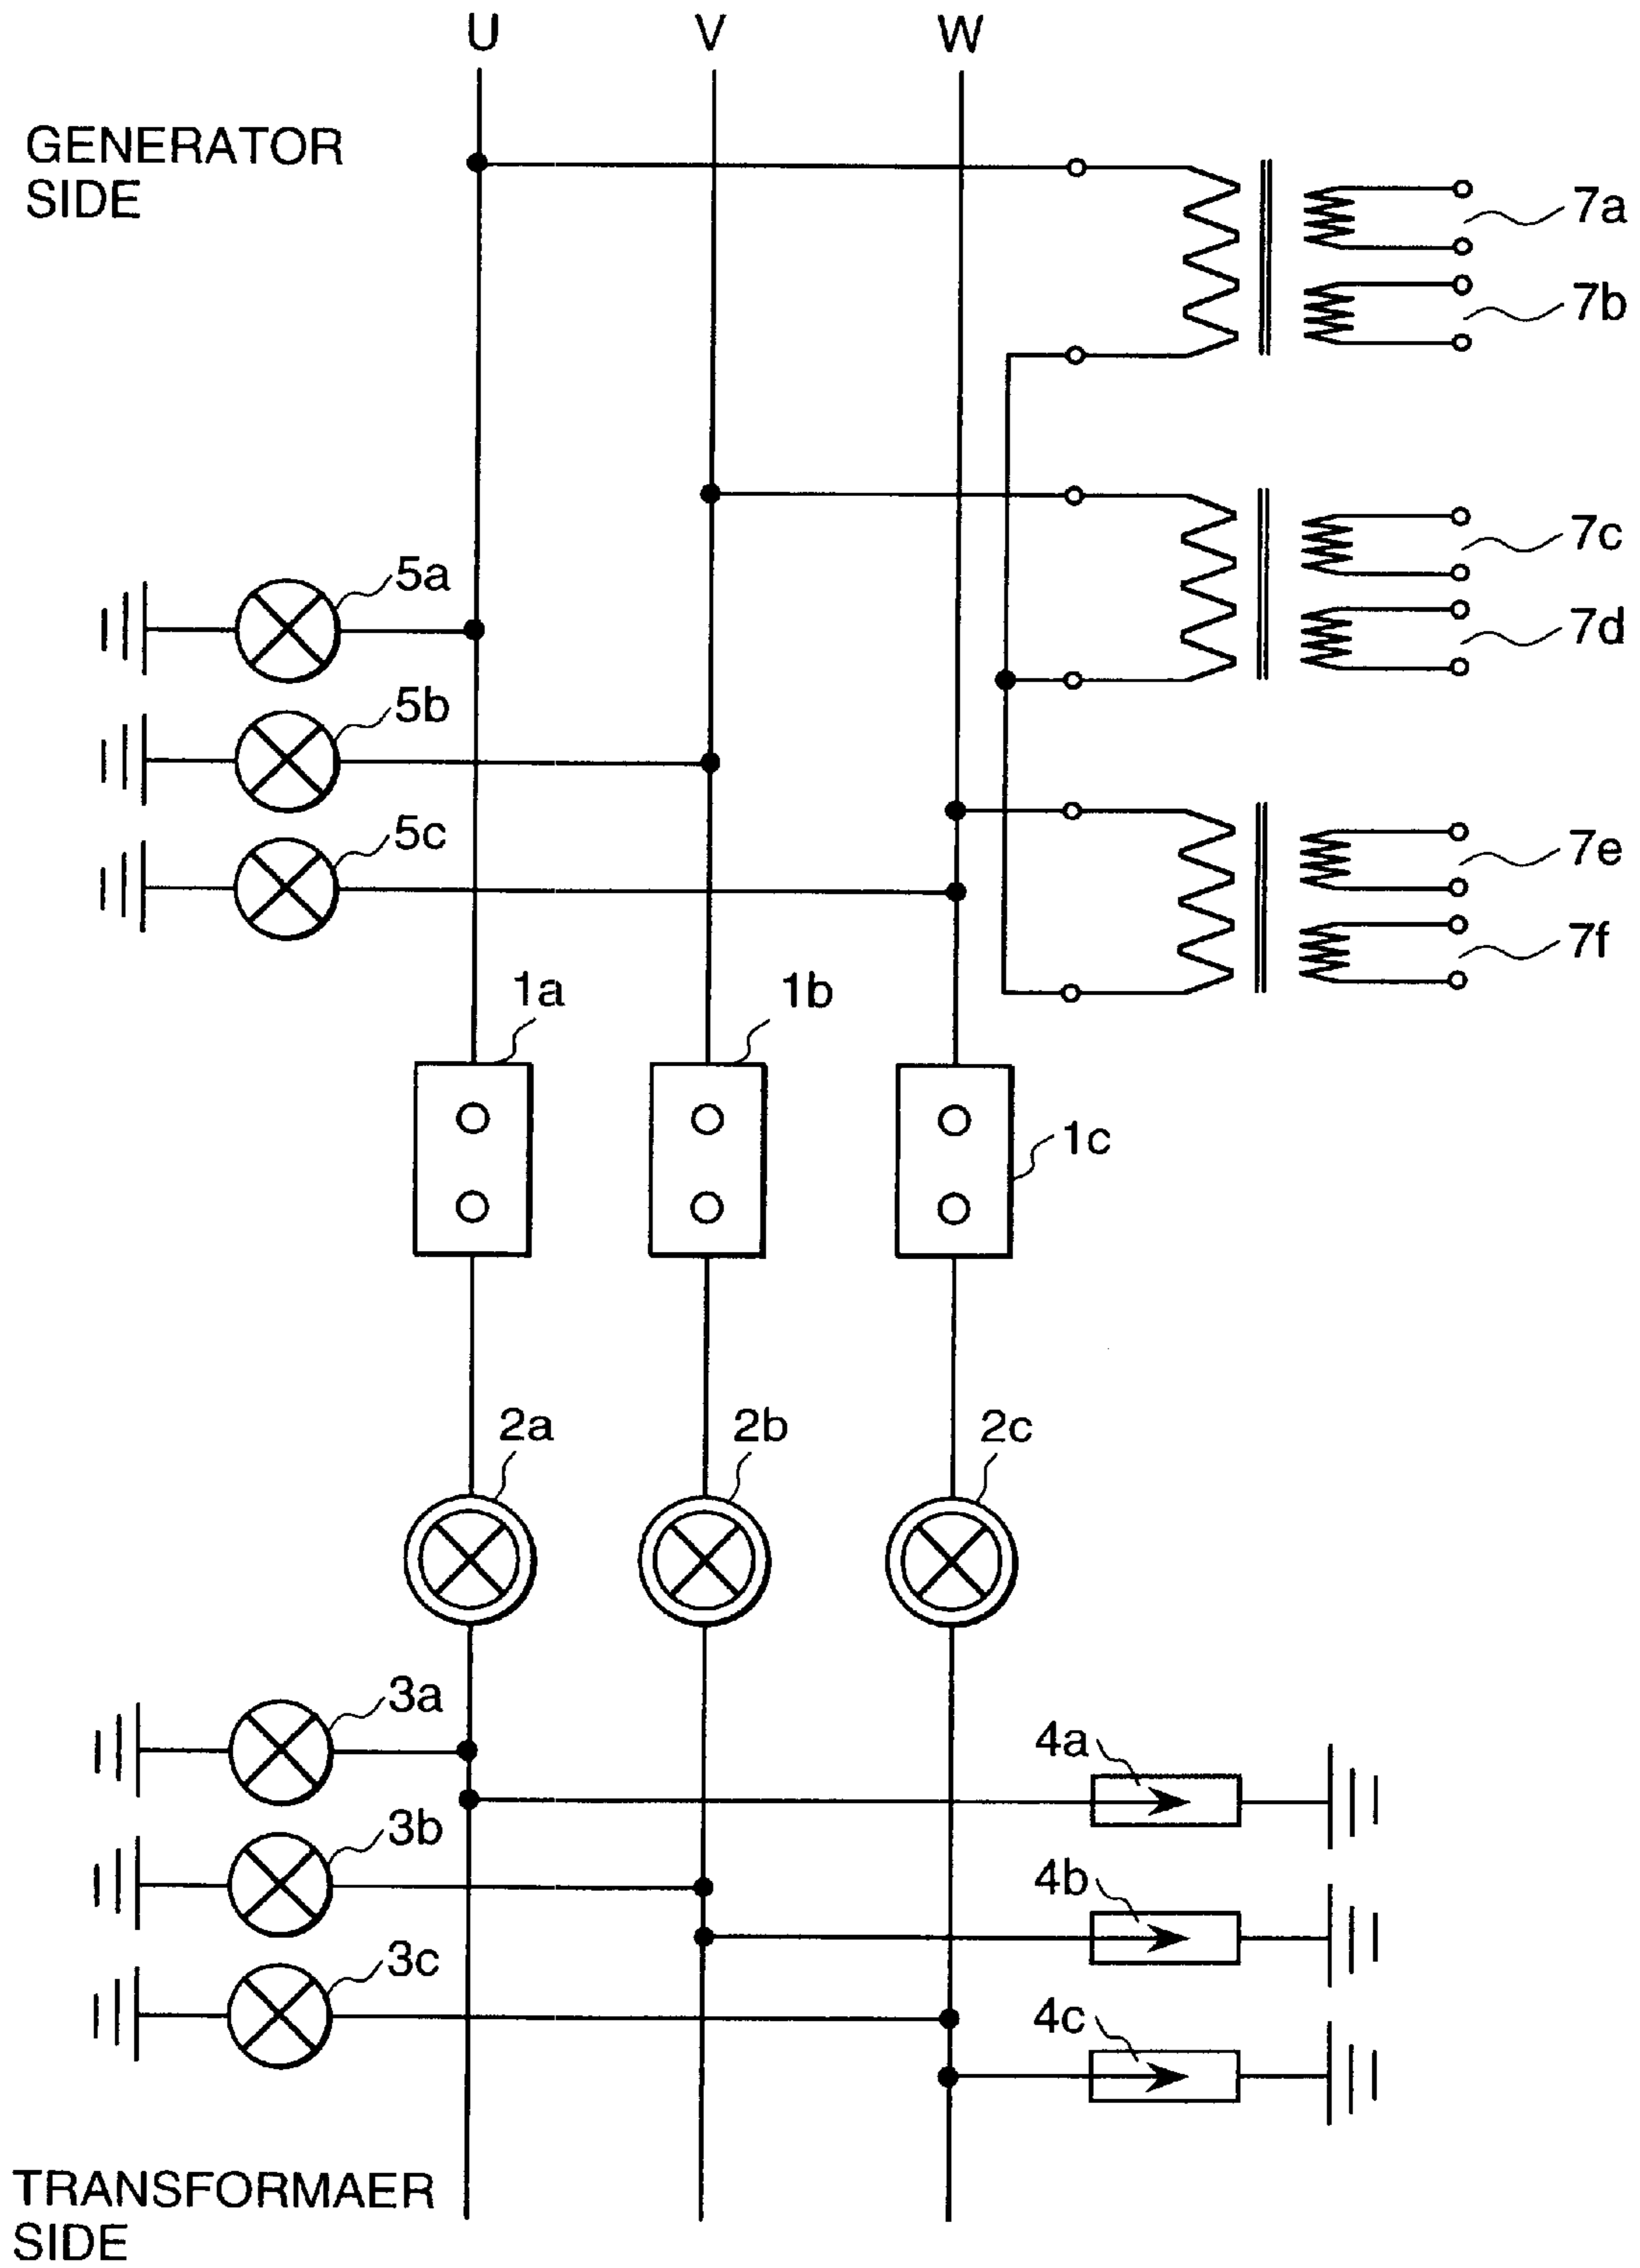 U V W
GENERATOR
SIDE
7a
7b
7c
5a
7d
5b
5c
7e
7f
1a 1b
1c
2a 2b 2c
3a
4a
3b
4b
3c
4c
TRANSFORMAER
SIDE